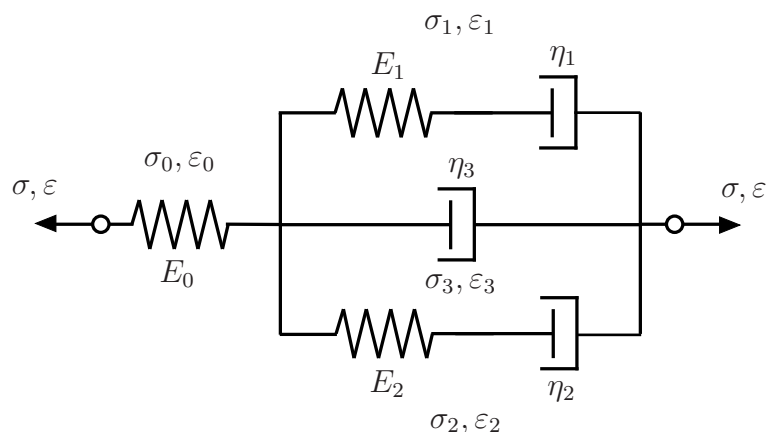 σ₁, ε₁
E₁
η₁
σ₀, ε₀
η₃
σ, ε
σ, ε
E₀
σ₃, ε₃
E₂
η₂
σ₂, ε₂